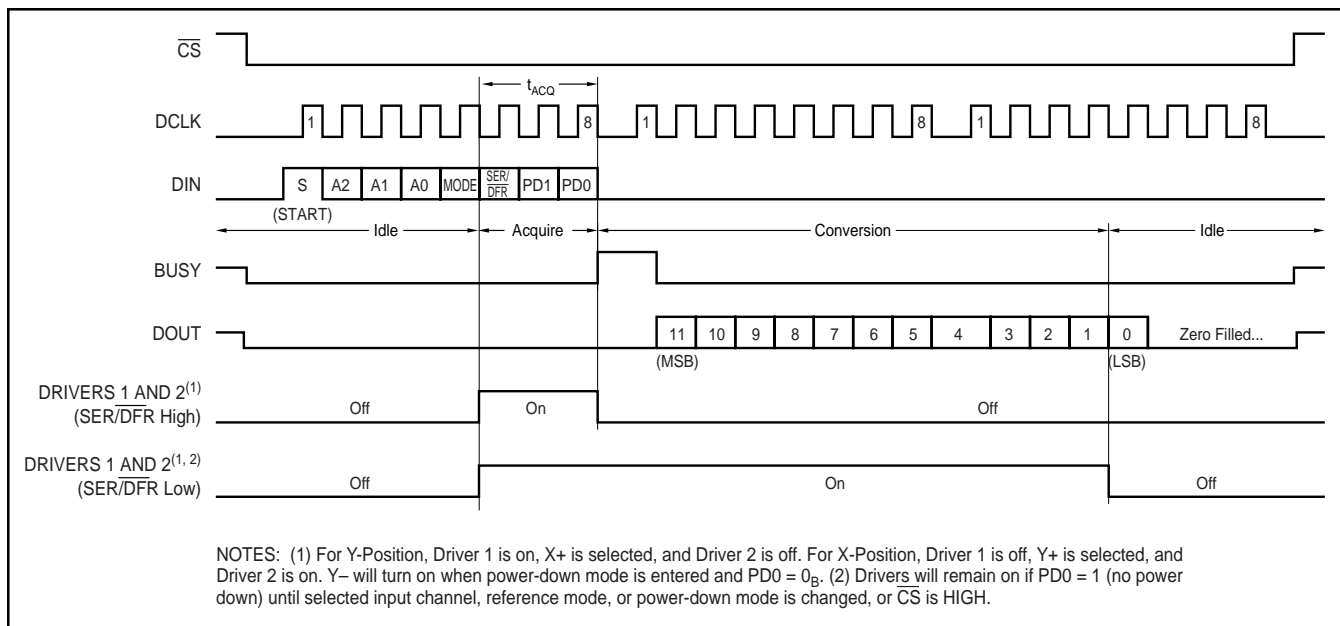 CS
tACQ
DCLK 1 8 1 8 1 8
DIN S A2 A1 A0 MODE SER/DFR PD1 PD0
(START)
Idle Acquire Conversion Idle
BUSY
DOUT 11 10 9 8 7 6 5 4 3 2 1 0 Zero Filled...
(MSB) (LSB)
DRIVERS 1 AND 2(1)
(SER/DFR High) Off On Off
DRIVERS 1 AND 2(1, 2)
(SER/DFR Low) Off On Off
NOTES: (1) For Y-Position, Driver 1 is on, X+ is selected, and Driver 2 is off. For X-Position, Driver 1 is off, Y+ is selected, and
Driver 2 is on. Y– will turn on when power-down mode is entered and PD0 = 0B. (2) Drivers will remain on if PD0 = 1 (no power
down) until selected input channel, reference mode, or power-down mode is changed, or CS is HIGH.